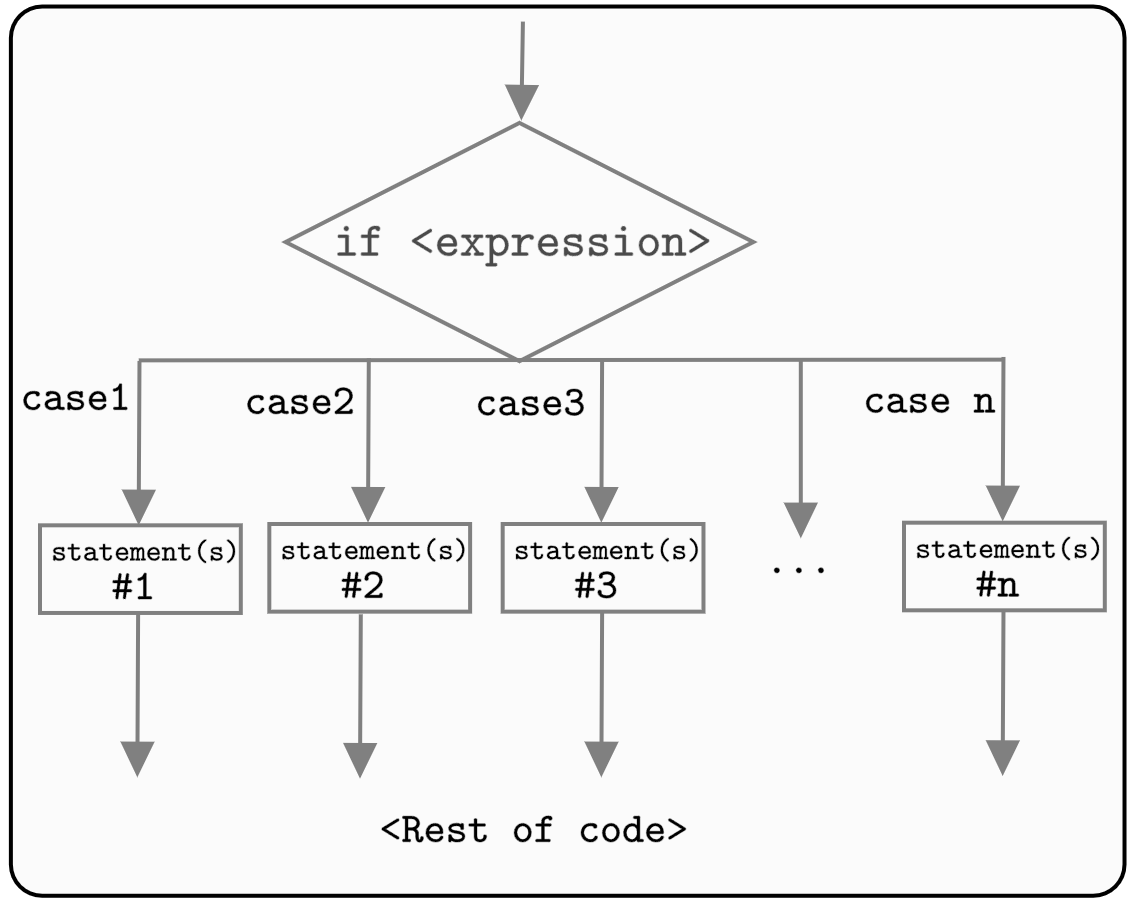 if <expression>
case1
case2
case3
case n
statement(s)
#1
statement(s)
#2
statement(s)
#3
...
statement(s)
#n
<Rest of code>